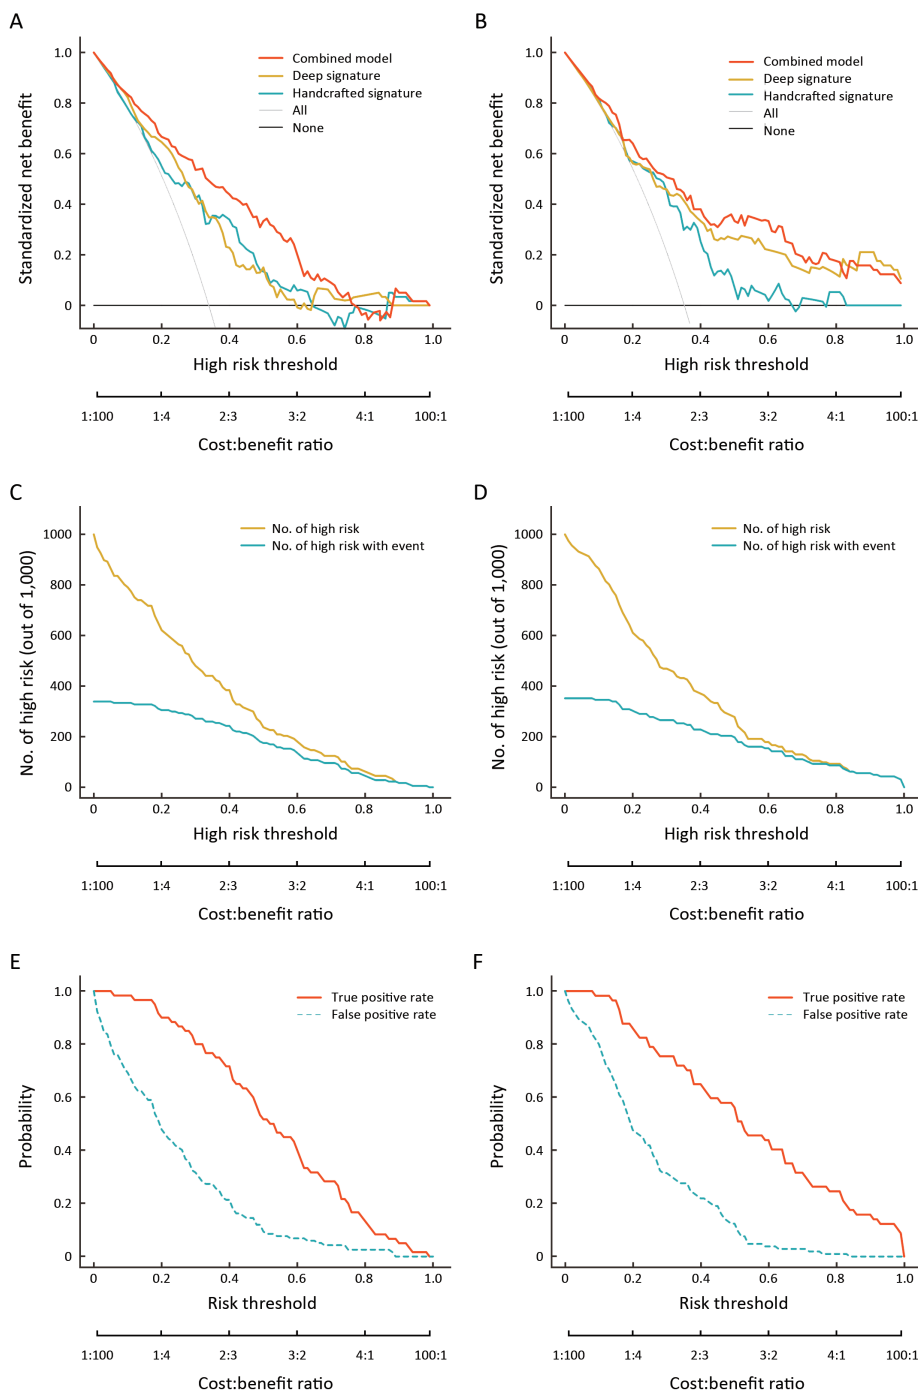 A
Standardized net benefit
1.0
0.8
0.6
0.4
0.2
0
Combined model
Deep signature
Handcrafted signature
All
None
0 0.2 0.4 0.6 0.8 1.0
High risk threshold
1:100 1:4 2:3 3:2 4:1 100:1
Cost:benefit ratio
B
Standardized net benefit
1.0
0.8
0.6
0.4
0.2
0
Combined model
Deep signature
Handcrafted signature
All
None
0 0.2 0.4 0.6 0.8 1.0
High risk threshold
1:100 1:4 2:3 3:2 4:1 100:1
Cost:benefit ratio
C
No. of high risk (out of 1,000)
1000
800
600
400
200
0
No. of high risk
No. of high risk with event
0 0.2 0.4 0.6 0.8 1.0
High risk threshold
1:100 1:4 2:3 3:2 4:1 100:1
Cost:benefit ratio
D
No. of high risk (out of 1,000)
1000
800
600
400
200
0
No. of high risk
No. of high risk with event
0 0.2 0.4 0.6 0.8 1.0
High risk threshold
1:100 1:4 2:3 3:2 4:1 100:1
Cost:benefit ratio
E
Probability
1.0
0.8
0.6
0.4
0.2
0
True positive rate
False positive rate
0 0.2 0.4 0.6 0.8 1.0
Risk threshold
1:100 1:4 2:3 3:2 4:1 100:1
Cost:benefit ratio
F
Probability
1.0
0.8
0.6
0.4
0.2
0
True positive rate
False positive rate
0 0.2 0.4 0.6 0.8 1.0
Risk threshold
1:100 1:4 2:3 3:2 4:1 100:1
Cost:benefit ratio